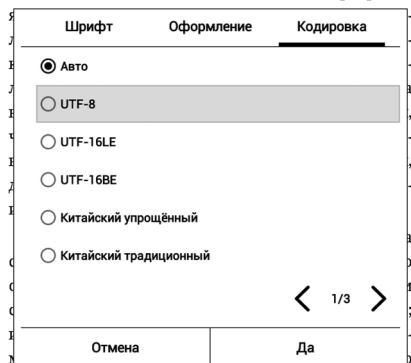 Шрифт Оформление Кодировка
Авто
UTF-8
UTF-16LE
UTF-16BE
Китайский упрощённый
Китайский традиционный
1/3
Отмена Да